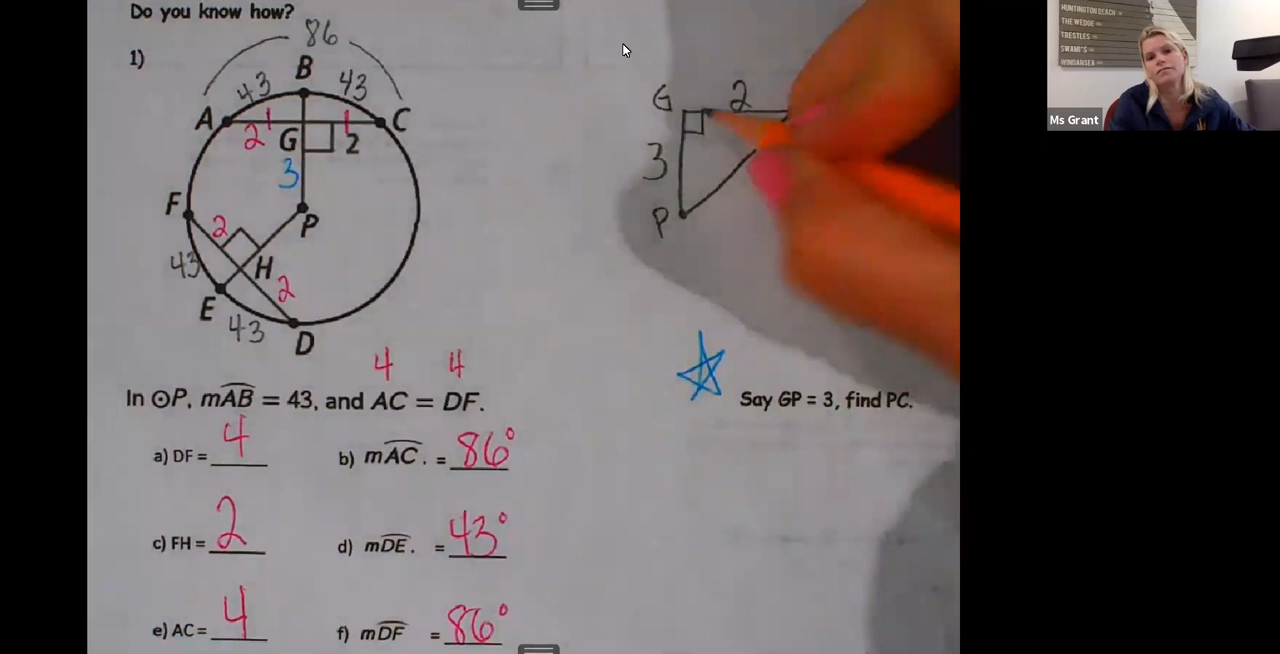 Do you know how?
1)
86
43 B 43
A C
2 G 2
3
F P
2
43 H
2
E
43 D
G 2
3
P
4 4
In ⊙P, mAB = 43, and AC = DF.
Say GP = 3, find PC.
a) DF = 4 b) mAC. = 86°
c) FH = 2 d) mDE. = 43°
e) AC = 4 f) mDF = 86°
HUNTINGTON BEACH
THE WEDGE
TRESTLES
SWAMI'S
WINDANSEA
Ms Grant